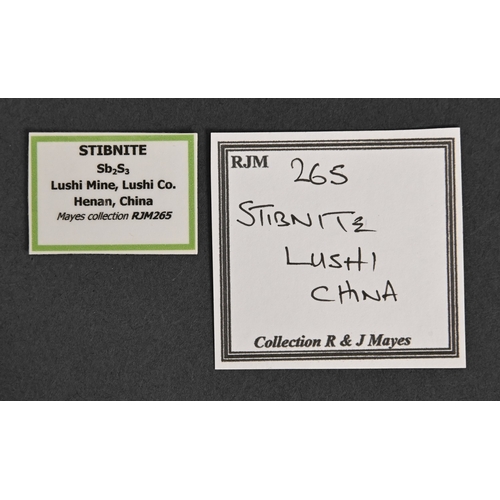 STIBNITE
Sb₂S₃
Lushi Mine, Lushi Co.
Henan, China
Mayes collection RJM265
RJM 265
STIBNITE
LUSHI
CHINA
Collection R & J Mayes